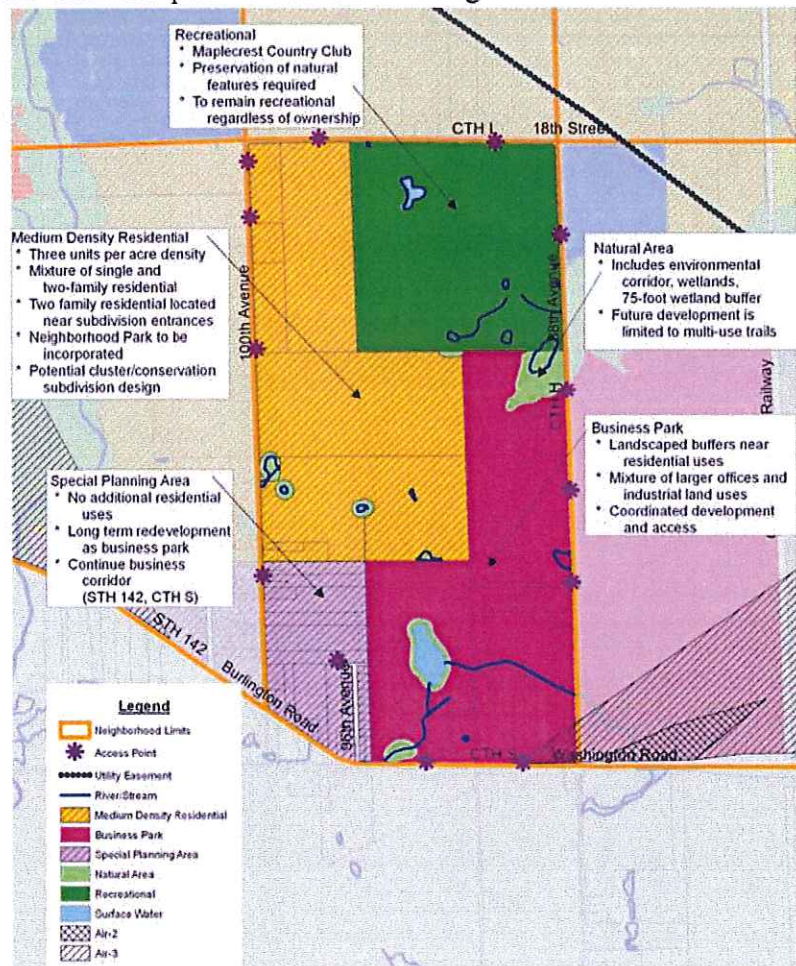 Recreational
* Maplecrest Country Club
* Preservation of natural
features required
* To remain recreational
regardless of ownership
CTH L
18th Street
Medium Density Residential
* Three units per acre density
* Mixture of single and
two-family residential
* Two family residential located
near subdivision entrances
* Neighborhood Park to be
incorporated
* Potential cluster/conservation
subdivision design
100th Avenue
88th Avenue
CTH H
Natural Area
* Includes environmental
corridor, wetlands,
75-foot wetland buffer
* Future development is
limited to multi-use trails
Railway
Business Park
* Landscaped buffers near
residential uses
* Mixture of larger offices and
industrial land uses
* Coordinated development
and access
Special Planning Area
* No additional residential
uses
* Long term redevelopment
as business park
* Continue business
corridor
(STH 142, CTH S)
STH 142
Burlington Road
96th Avenue
CTH S
Washington Road
Legend
Neighborhood Limits
Access Point
Utility Easement
River/Stream
Medium Density Residential
Business Park
Special Planning Area
Natural Area
Recreational
Surface Water
Air-2
Air-3